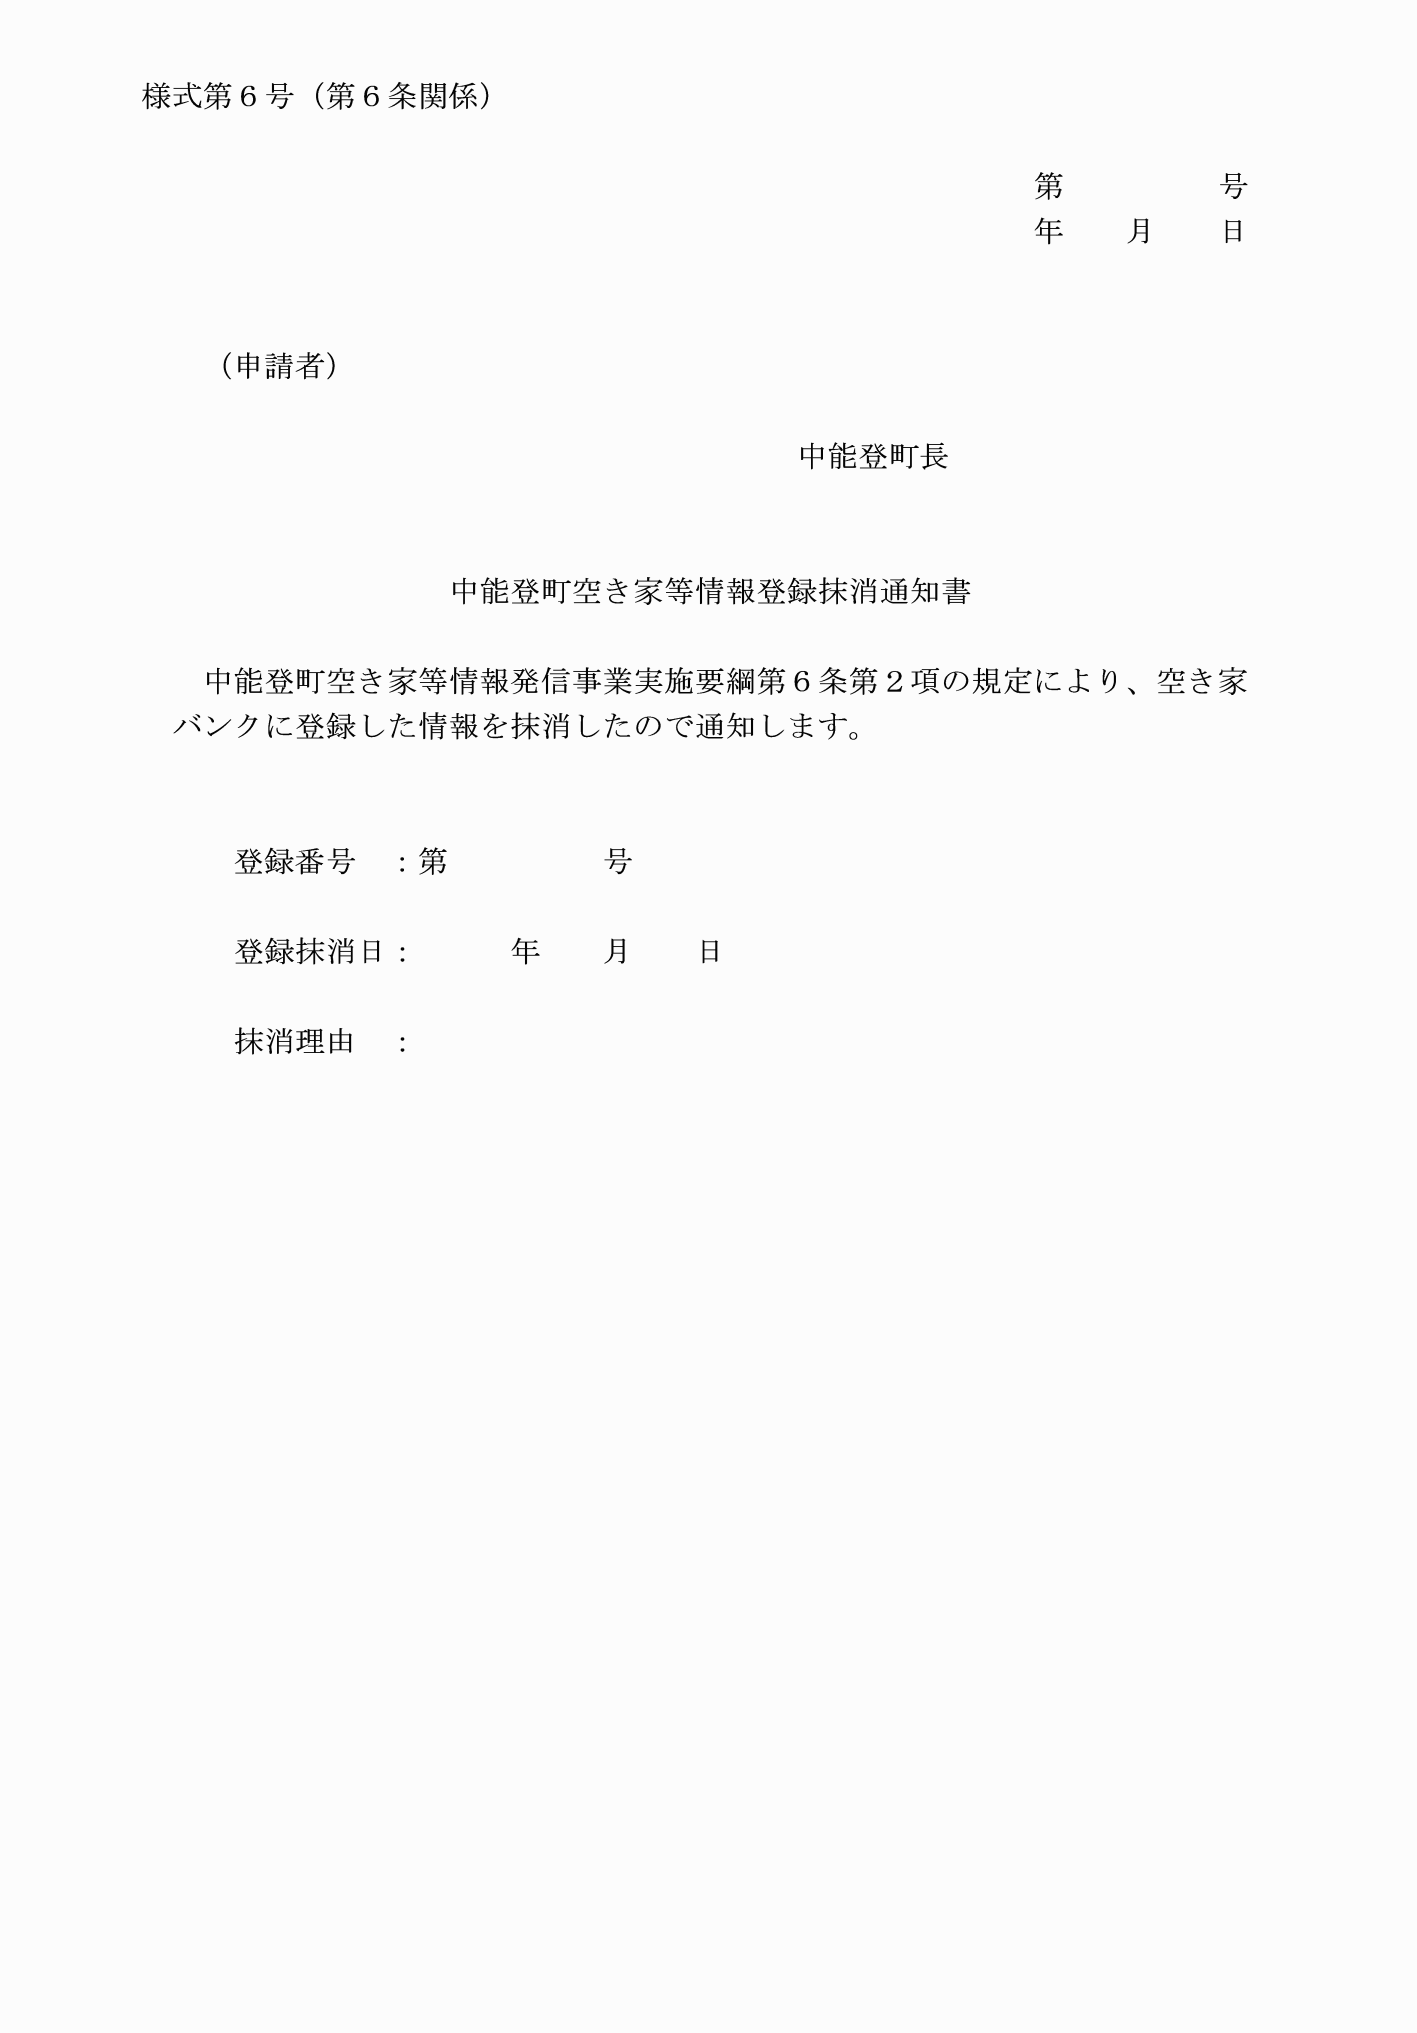 様式第６号（第６条関係）
第　　　　　号
年　　月　　日
（申請者）
中能登町長
中能登町空き家等情報登録抹消通知書
　中能登町空き家等情報発信事業実施要綱第６条第２項の規定により、空き家
バンクに登録した情報を抹消したので通知します。
登録番号　：第　　　　　号
登録抹消日：　　　年　　月　　日
抹消理由　：